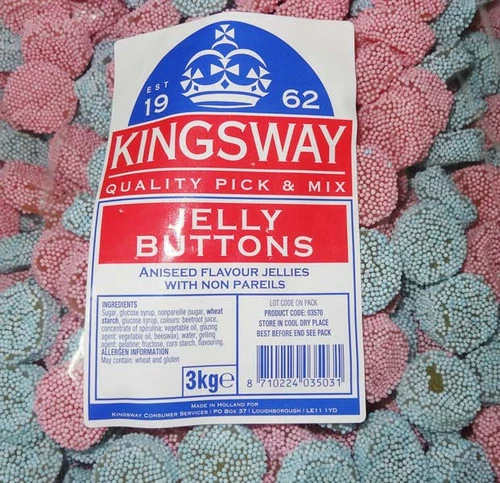 EST
19 62
KINGSWAY
QUALITY PICK & MIX
JELLY
BUTTONS
ANISEED FLAVOUR JELLIES
WITH NON PAREILS
INGREDIENTS
Sugar, glucose syrup, nonpareille (sugar, wheat
starch, glucose syrup, colours: beetroot juice,
concentrate of spirulina; vegetable oil, glazing
agent: vegetable oil, beeswax), water, gelling
agent: gelatine; fructose, corn starch, flavouring.
ALLERGEN INFORMATION
May contain: wheat and gluten
3kg℮
LOT CODE ON PACK
PRODUCT CODE: 03570
STORE IN COOL DRY PLACE
BEST BEFORE END SEE PACK
8 710224 035031
MADE IN HOLLAND FOR
KINGSWAY CONSUMER SERVICES | PO BOX 37 | LOUGHBOROUGH | LE11 1YD